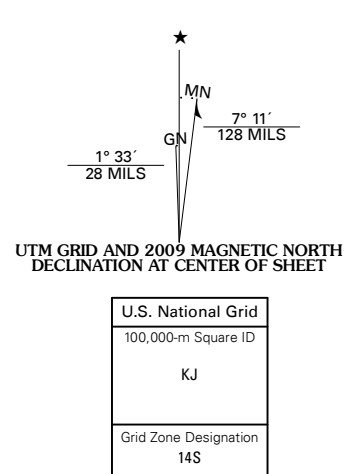 ★
MN
7° 11´
128 MILS
GN
1° 33´
28 MILS
UTM GRID AND 2009 MAGNETIC NORTH
DECLINATION AT CENTER OF SHEET
U.S. National Grid
100,000-m Square ID
KJ
Grid Zone Designation
14S